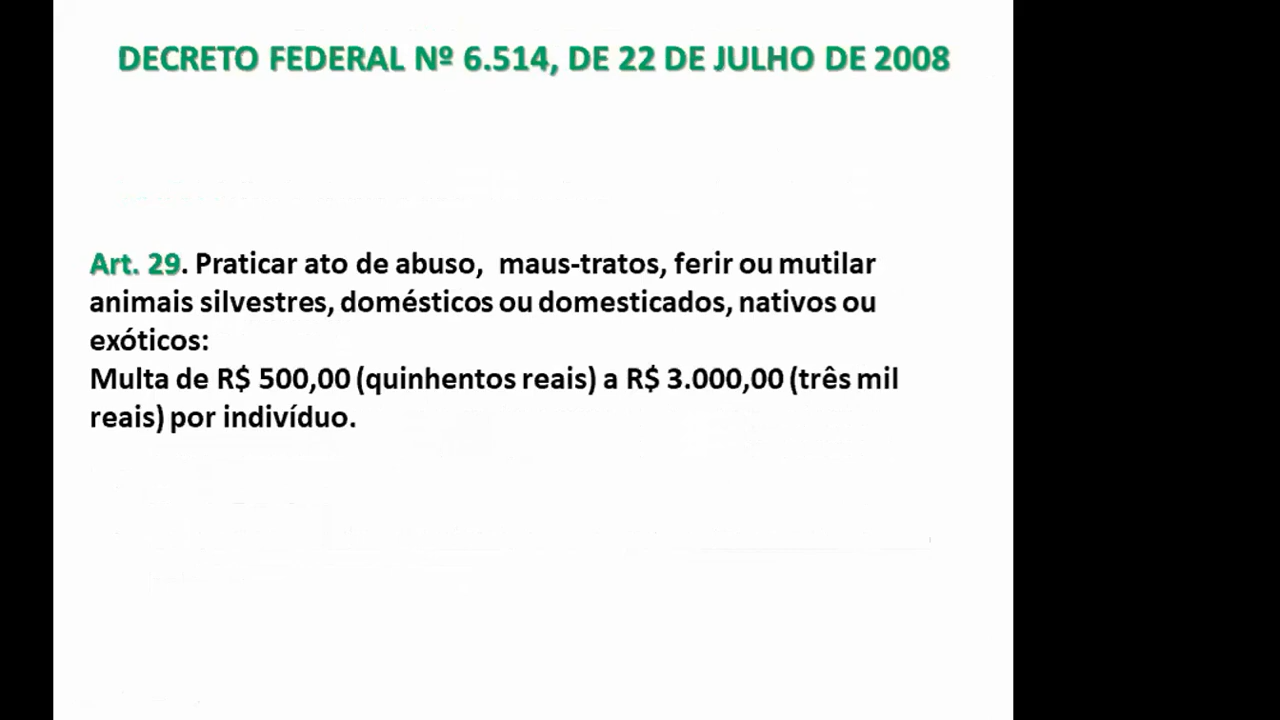 DECRETO FEDERAL Nº 6.514, DE 22 DE JULHO DE 2008
Art. 29. Praticar ato de abuso, maus-tratos, ferir ou mutilar
animais silvestres, domésticos ou domesticados, nativos ou
exóticos:
Multa de R$ 500,00 (quinhentos reais) a R$ 3.000,00 (três mil
reais) por indivíduo.